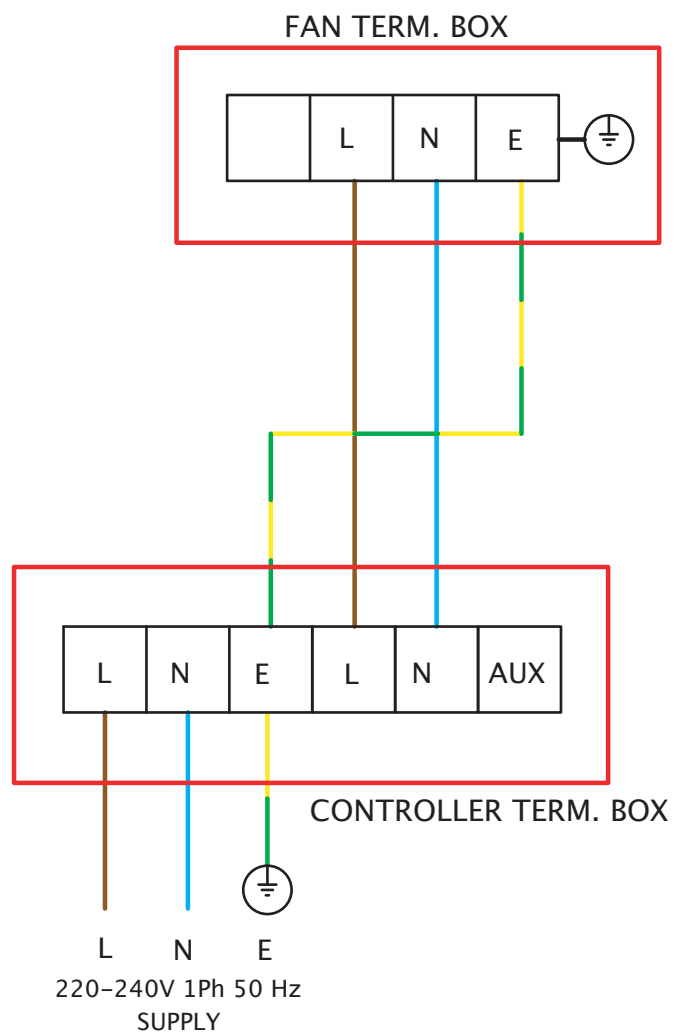 FAN TERM. BOX
L N E
L N E L N AUX
CONTROLLER TERM. BOX
L N E
220-240V 1Ph 50 Hz
SUPPLY